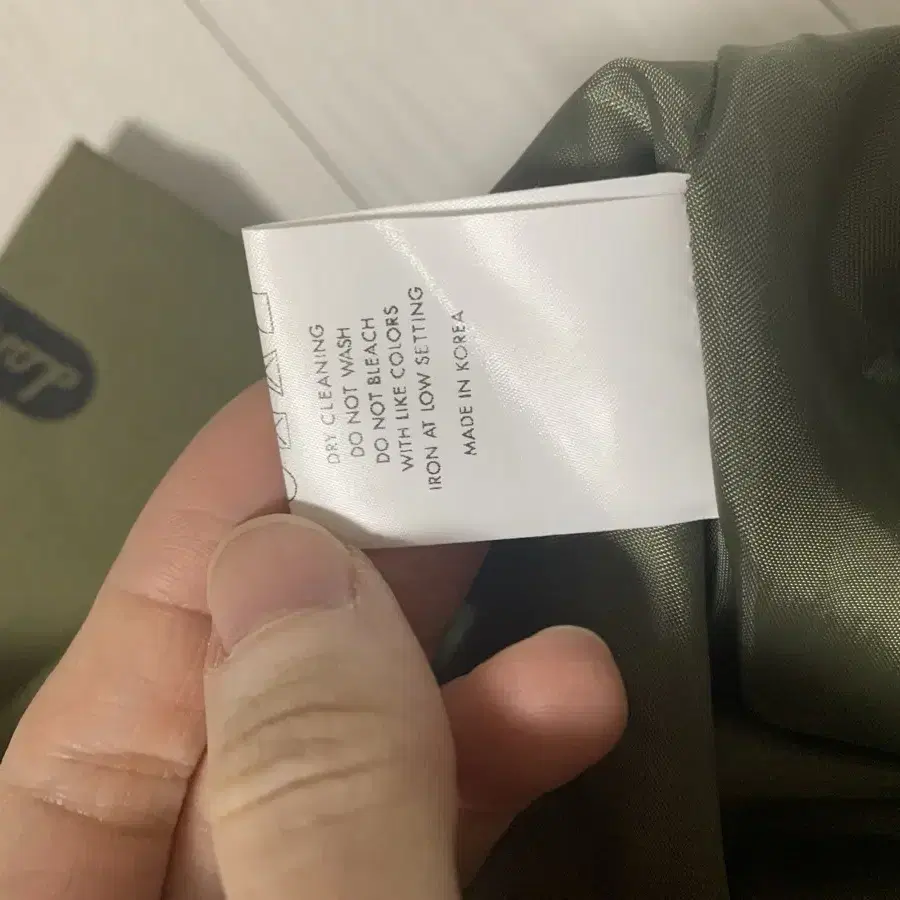 DRY CLEANING
DO NOT WASH
DO NOT BLEACH
WITH LIKE COLORS
IRON AT LOW SETTING
MADE IN KOREA